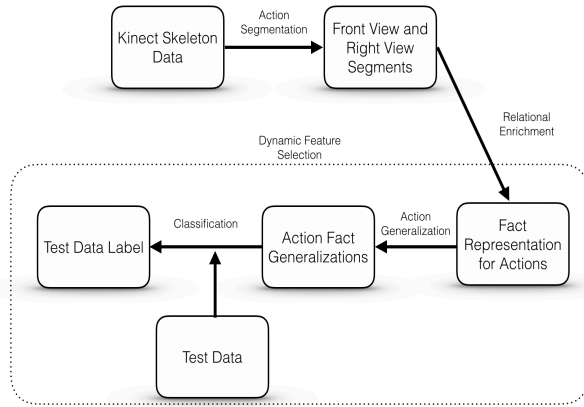 Action
Segmentation
Kinect Skeleton
Data
Front View and
Right View
Segments
Relational
Enrichment
Dynamic Feature
Selection
Test Data Label
Classification
Action Fact
Generalizations
Action
Generalization
Fact
Representation
for Actions
Test Data